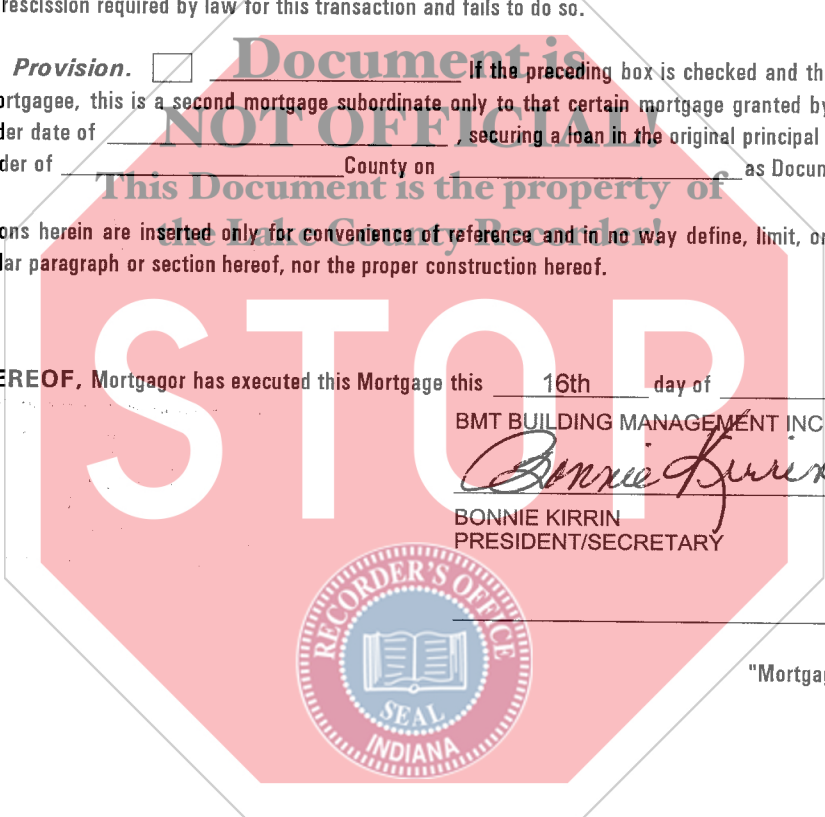 rescission required by law for this transaction and fails to do so.
Document is
Provision. If the preceding box is checked and th
ortgagee, this is a second mortgage subordinate only to that certain mortgage granted by
NOT OFFICIAL!
der date of , securing a loan in the original principal
der of County on as Docum
This Document is the property of
the Lake County Recorder!
ons herein are inserted only for convenience of reference and in no way define, limit, or
lar paragraph or section hereof, nor the proper construction hereof.
STOP
EREOF, Mortgagor has executed this Mortgage this 16th day of
BMT BUILDING MANAGEMENT INC
Bonnie Kirrin
BONNIE KIRRIN
PRESIDENT/SECRETARY
RECORDER'S OFFICE
SEAL
INDIANA
"Mortga